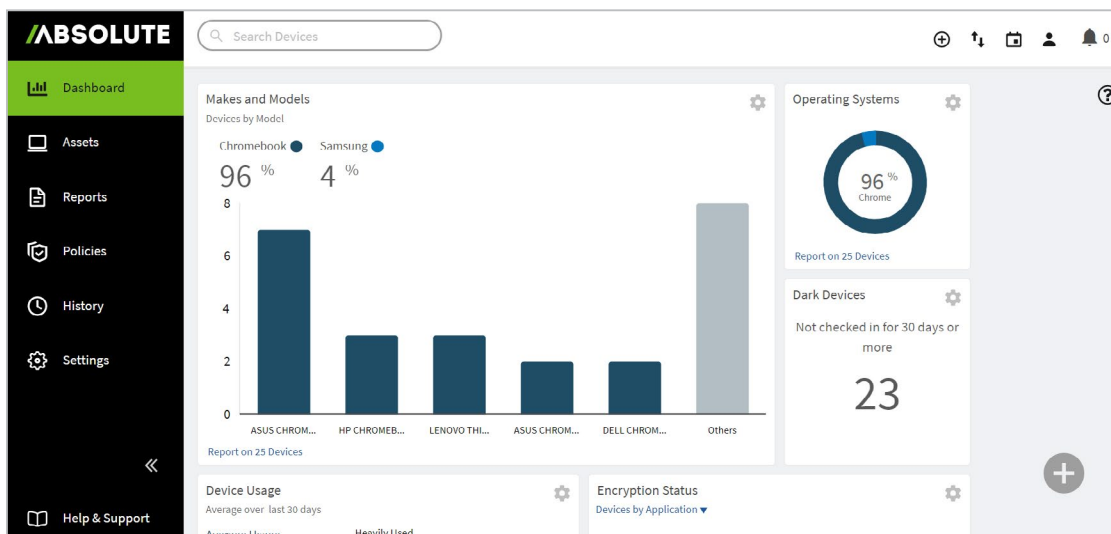 ABSOLUTE
Search Devices
0
Dashboard
Assets
Reports
Policies
History
Settings
Help & Support
Makes and Models
Devices by Model
Chromebook Samsung
96 % 4 %
8
6
4
2
0
ASUS CHROM... HP CHROMEB... LENOVO THI... ASUS CHROM... DELL CHROM... Others
Report on 25 Devices
Operating Systems
96 %
Chrome
Report on 25 Devices
Dark Devices
Not checked in for 30 days or
more
23
Device Usage
Average over last 30 days
Heavily Used
Encryption Status
Devices by Application